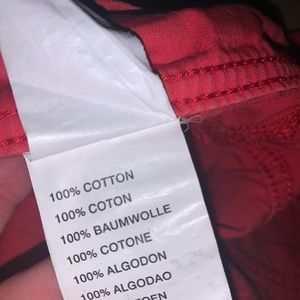 100% COTTON
100% COTON
100% BAUMWOLLE
100% COTONE
100% ALGODON
100% ALGODAO